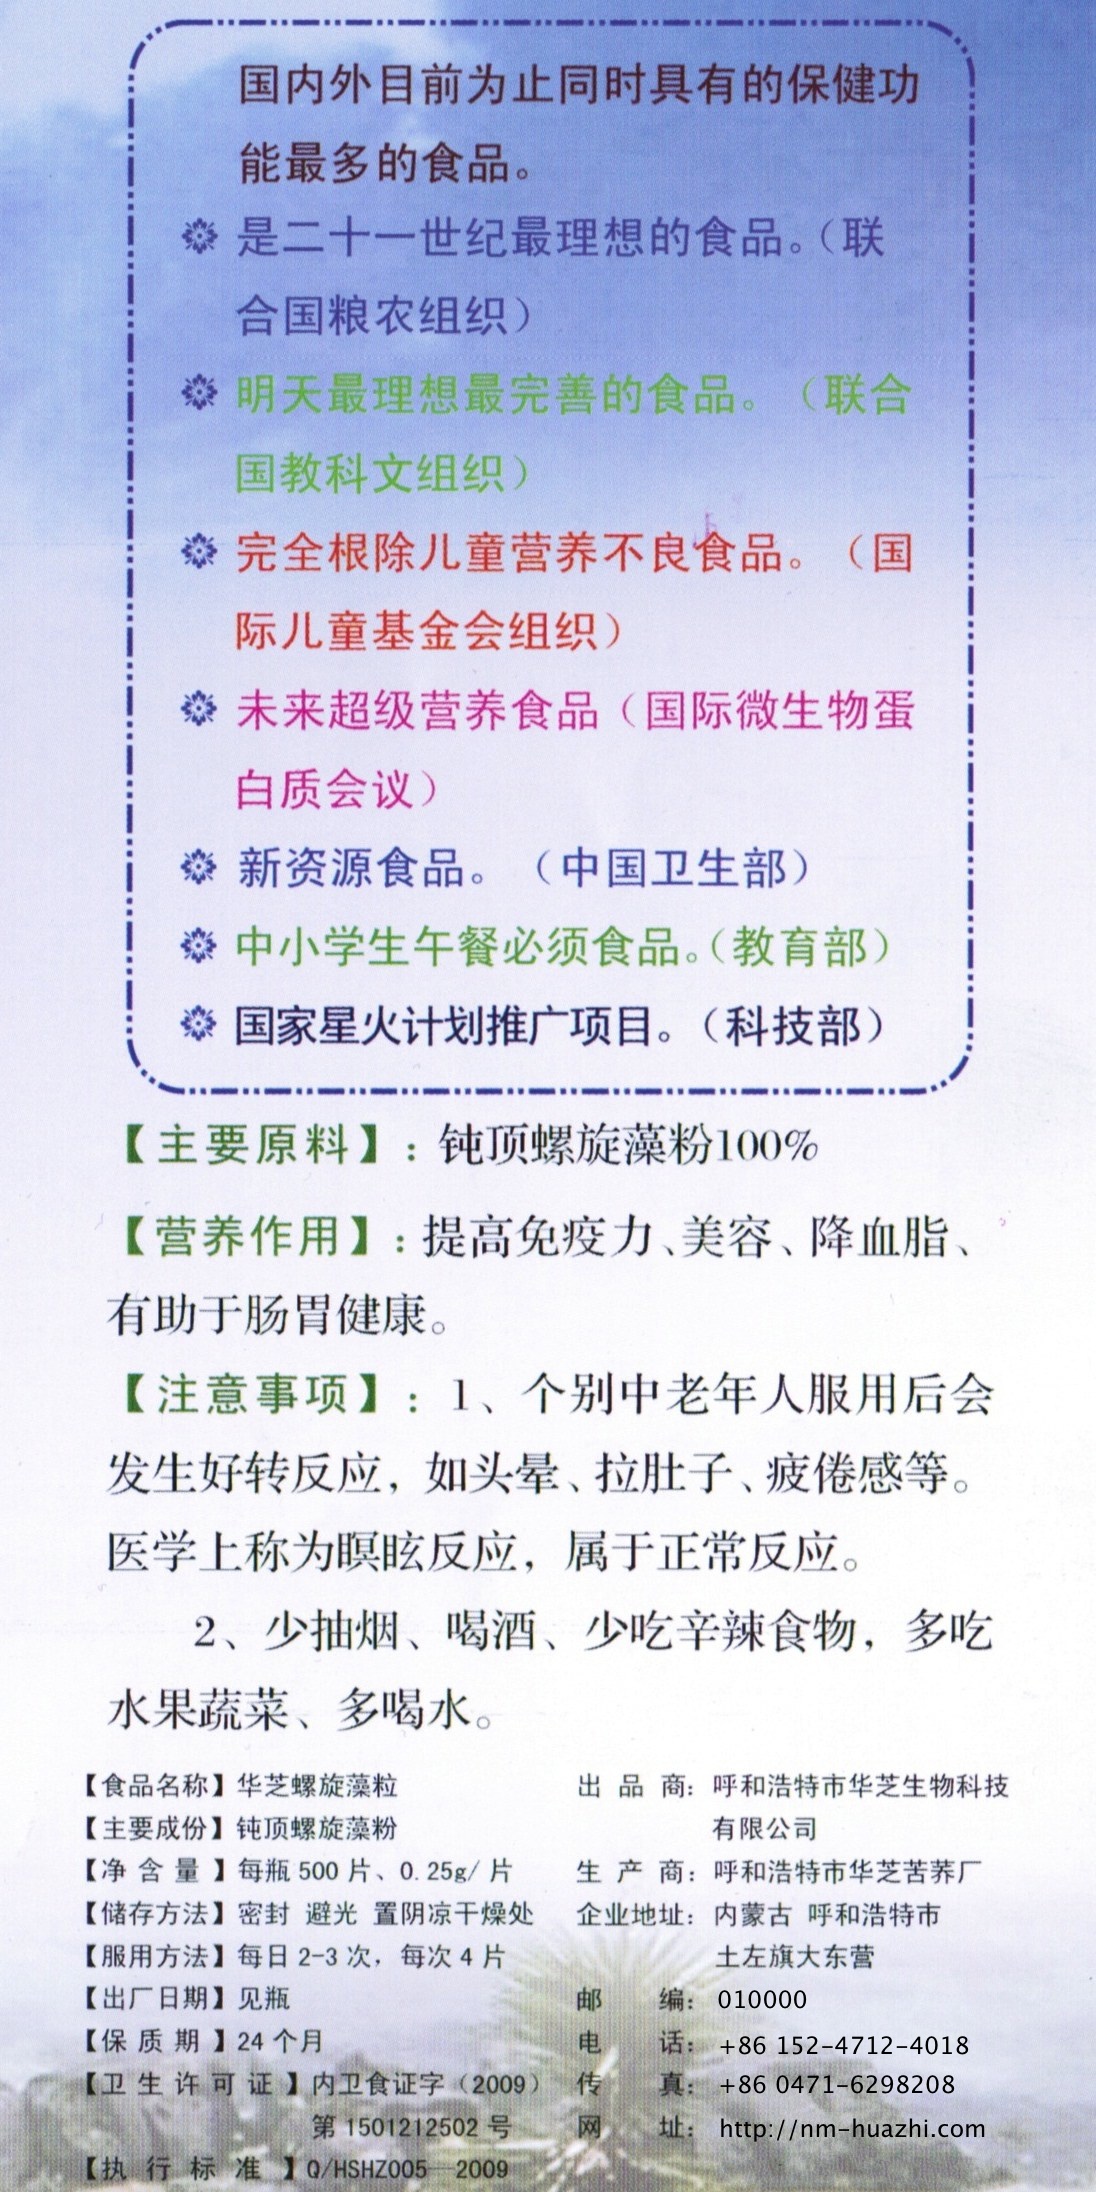 国内外目前为止同时具有的保健功
能最多的食品。
是二十一世纪最理想的食品。（联
合国粮农组织）
明天最理想最完善的食品。（联合
国教科文组织）
完全根除儿童营养不良食品。（国
际儿童基金会组织）
未来超级营养食品（国际微生物蛋
白质会议）
新资源食品。（中国卫生部）
中小学生午餐必须食品。（教育部）
国家星火计划推广项目。（科技部）
【主要原料】：钝顶螺旋藻粉100%
【营养作用】：提高免疫力、美容、降血脂、
有助于肠胃健康。
【注意事项】：1、个别中老年人服用后会
发生好转反应，如头晕、拉肚子、疲倦感等。
医学上称为瞑眩反应，属于正常反应。
2、少抽烟、喝酒、少吃辛辣食物，多吃
水果蔬菜、多喝水。
【食品名称】华芝螺旋藻粒
【主要成份】钝顶螺旋藻粉
【净含量】每瓶500片、0.25g/片
【储存方法】密封 避光 置阴凉干燥处
【服用方法】每日2-3次，每次4片
【出厂日期】见瓶
【保质期】24个月
【卫生许可证】内卫食证字（2009）
第1501212502号
【执行标准】Q/HSHZ005—2009
出品商：呼和浩特市华芝生物科技
有限公司
生产商：呼和浩特市华芝苦荞厂
企业地址：内蒙古 呼和浩特市
土左旗大东营
邮编：010000
电话：+86 152-4712-4018
传真：+86 0471-6298208
网址：http://nm-huazhi.com